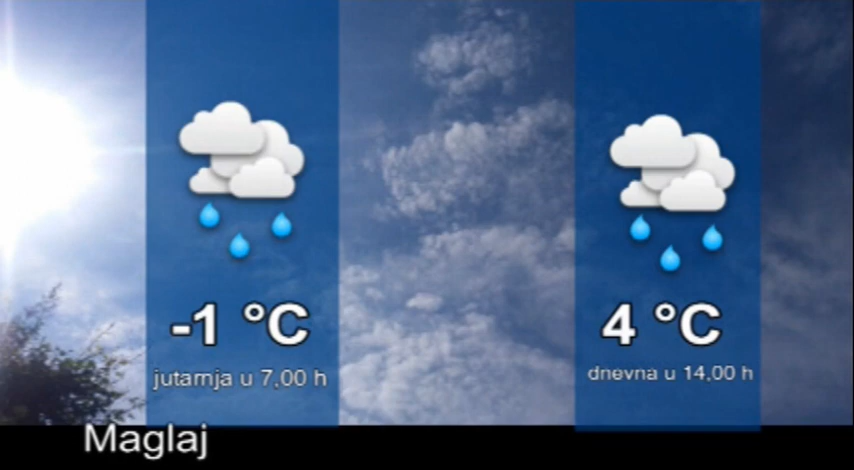 -1 °C
jutarnja u 7,00 h
4 °C
dnevna u 14,00 h
Maglaj